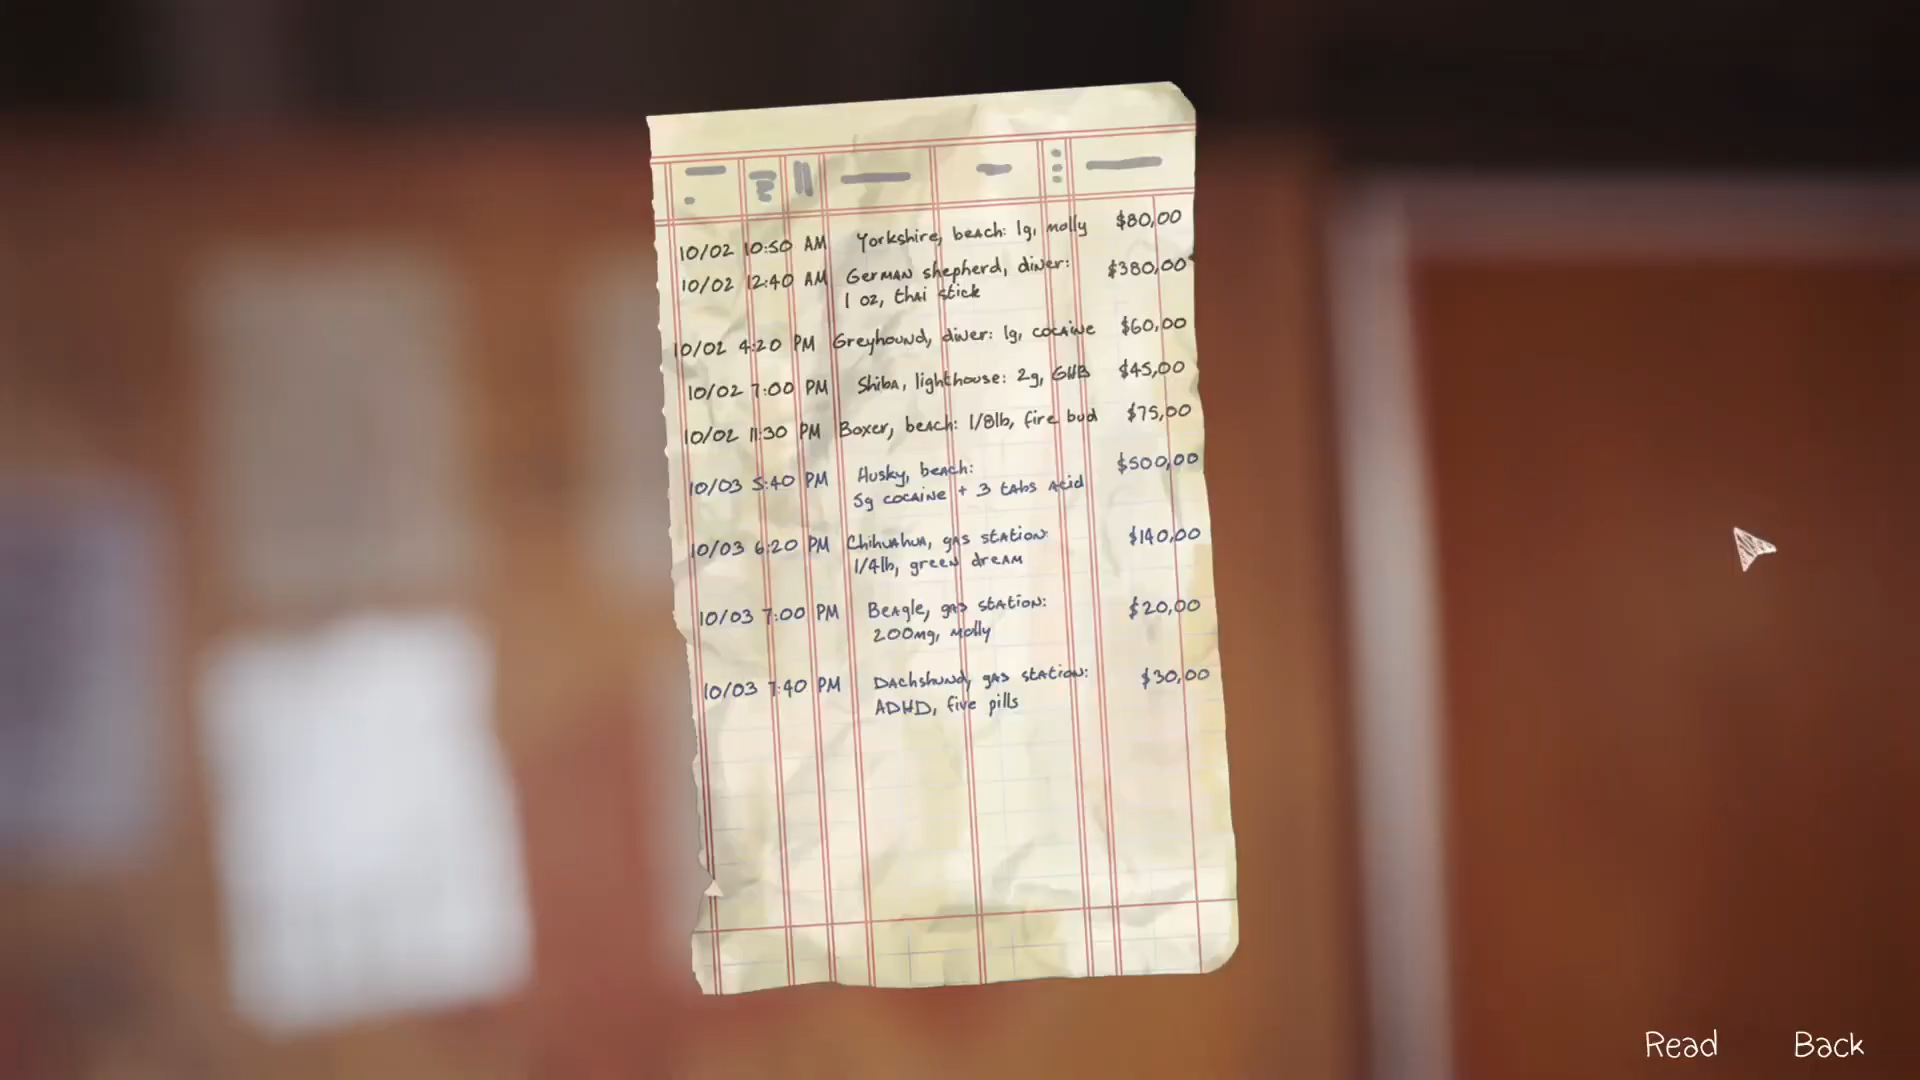 10/02 10:50 AM Yorkshire, beach: 1g, molly $80,00
10/02 12:40 AM German shepherd, diner: $380,00
1 oz, thai stick
10/02 4:20 PM Greyhound, diner: 1g, cocaine $60,00
10/02 7:00 PM Shiba, lighthouse: 2g, GHB $45,00
10/02 11:30 PM Boxer, beach: 1/8lb, fire bud $75,00
10/03 5:40 PM Husky, beach: $500,00
5g cocaine + 3 tabs acid
10/03 6:20 PM Chihuahua, gas station: $140,00
1/4lb, green dream
10/03 7:00 PM Beagle, gas station: $20,00
200mg, molly
10/03 7:40 PM Dachshund, gas station: $30,00
ADHD, five pills
Read Back